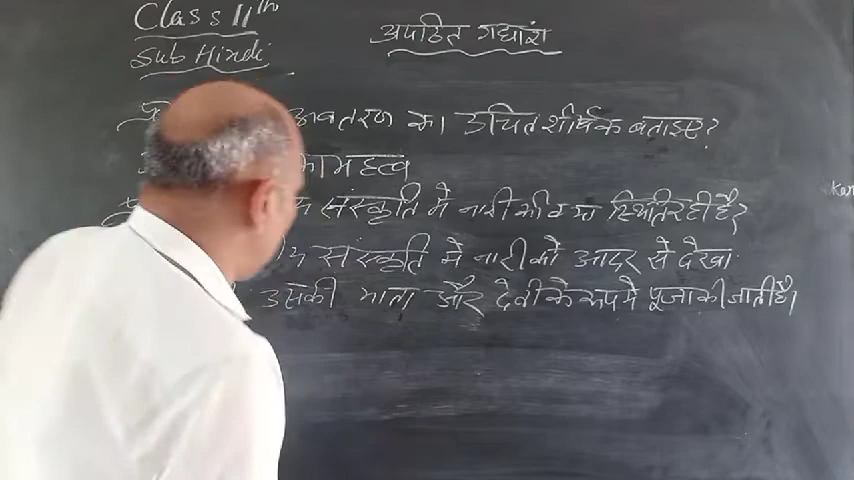 Class 11th
Sub Hindi
अपठित गद्यांश
अवतरण का उचित शीर्षक बताइए?
का महत्व
संस्कृति मे नारी की क्या स्थिति रही है?
संस्कृति मे नारी को आदर से देखा
उसकी माता और देवी के रूप मे पूजा की जाती है।